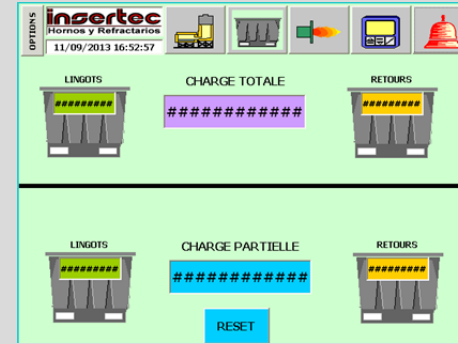 OPTIONS
insertec
Hornos y Refractarios
11/09/2013 16:52:57
LINGOTS
CHARGE TOTALE
RETOURS
#########
############
#########
LINGOTS
CHARGE PARTIELLE
RETOURS
#########
############
#########
RESET